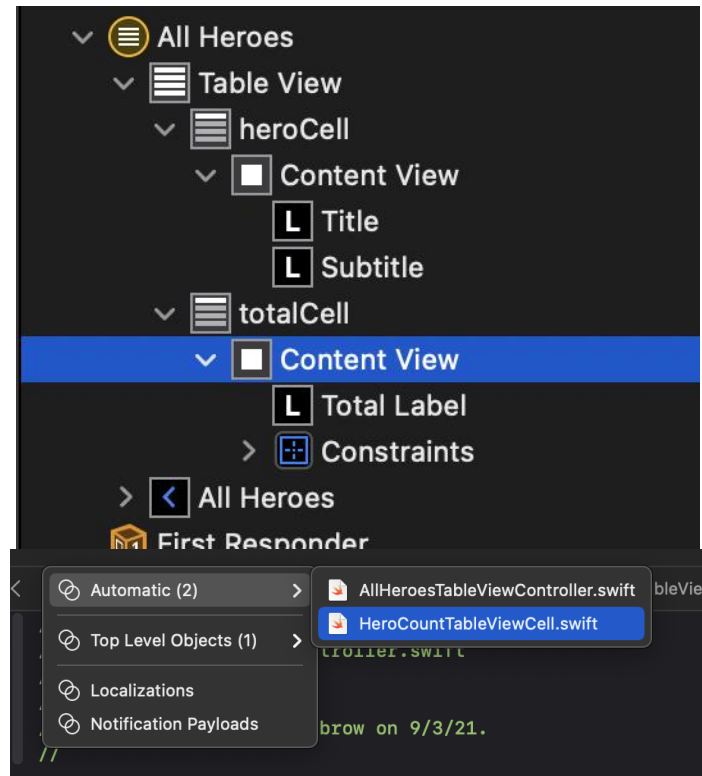 All Heroes
Table View
heroCell
Content View
L Title
L Subtitle
totalCell
Content View
L Total Label
Constraints
All Heroes
First Responder
Automatic (2)
AllHeroesTableViewController.swift
bleVie
Top Level Objects (1)
HeroCountTableViewCell.swift
troller.swift
Localizations
Notification Payloads
brow on 9/3/21.
//